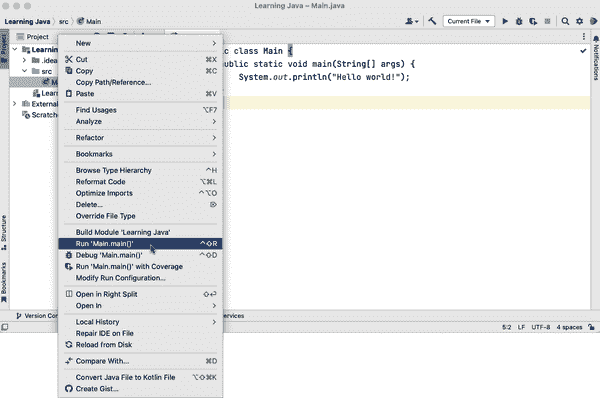 Learning Java – Main.java
Learning Java
src
Main
Current File
Project
Project
Learning
.idea
src
Ma
Learn
External
Scratche
New
Cut ⌘X
Copy ⌘C
Copy Path/Reference...
Paste ⌘V
Find Usages ⌥F7
Analyze
Refactor
Bookmarks
Browse Type Hierarchy ^H
Reformat Code ⌥⌘L
Optimize Imports ^⌥O
Delete... ⌦
Override File Type
Build Module 'Learning Java'
Run 'Main.main()' ^⇧R
Debug 'Main.main()' ^⇧D
Run 'Main.main()' with Coverage
Modify Run Configuration...
Open in Right Split ⇧⏎
Open In
Local History
Repair IDE on File
Reload from Disk
Compare With... ⌘D
Convert Java File to Kotlin File ⌥⇧⌘K
Create Gist...
c class Main {
ublic static void main(String[] args) {
System.out.println("Hello world!");
Notifications
Structure
Bookmarks
Version Con
ervices
5:2 LF UTF-8 4 spaces